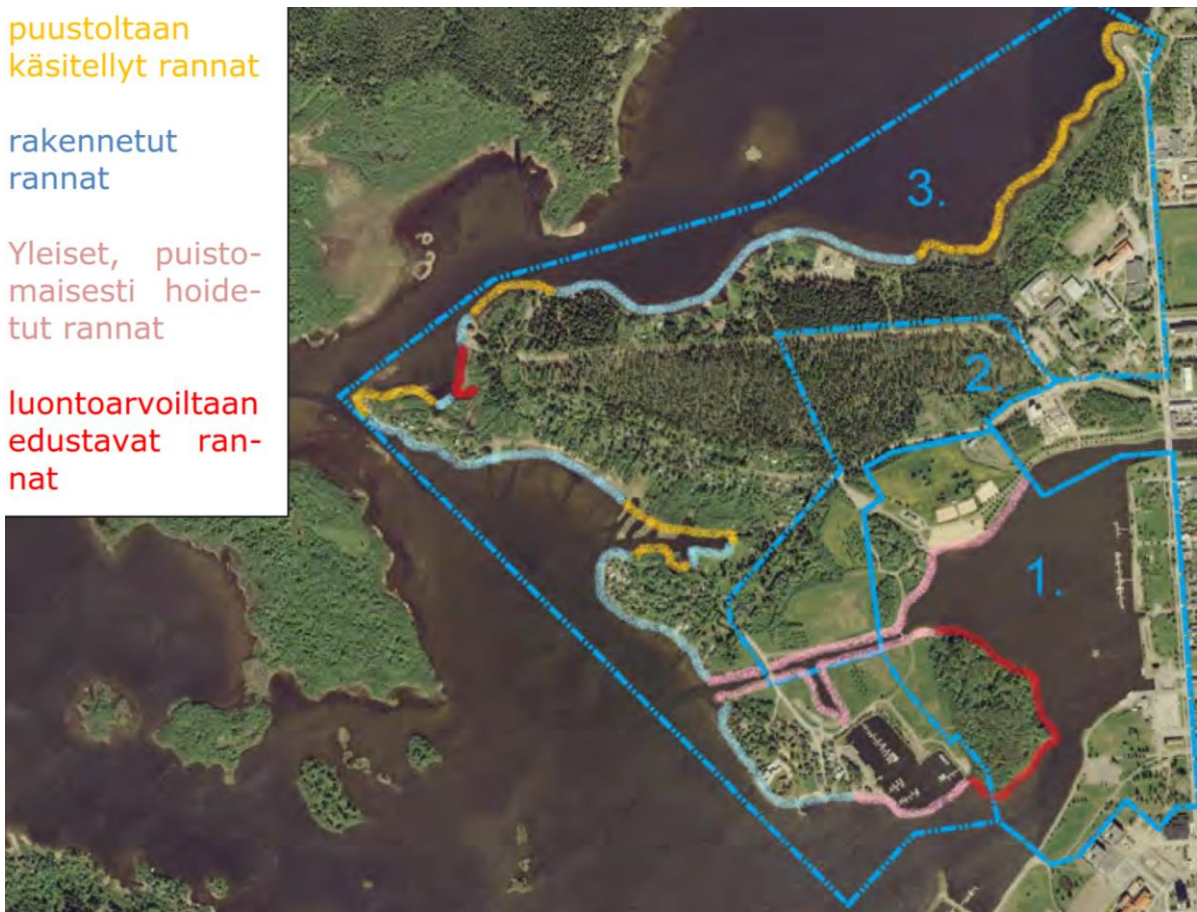 puustoltaan
käsitellyt rannat
rakennetut
rannat
Yleiset, puisto-
maisesti hoide-
tut rannat
luontoarvoiltaan
edustavat ran-
nat
3.
2.
1.